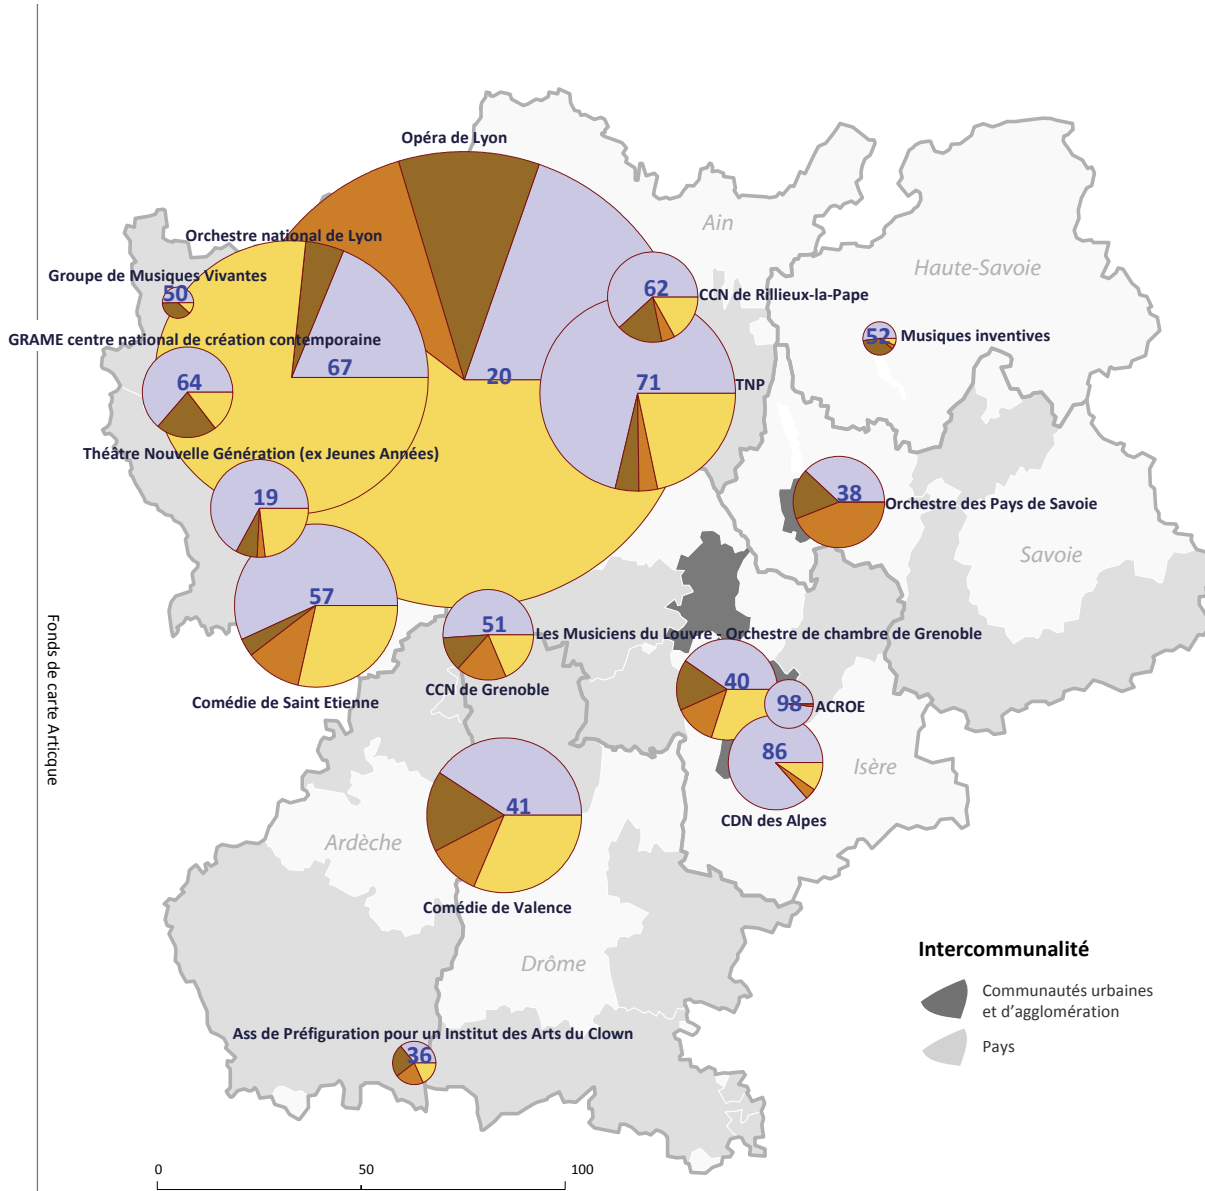 Opéra de Lyon
Ain
Orchestre national de Lyon
Haute-Savoie
Groupe de Musiques Vivantes
50
62
CCN de Rillieux-la-Pape
GRAME centre national de création contemporaine
52
Musiques inventives
67
64
20
71
TNP
Théâtre Nouvelle Génération (ex Jeunes Années)
19
38
Orchestre des Pays de Savoie
Savoie
57
51
Les Musiciens du Louvre - Orchestre de chambre de Grenoble
Comédie de Saint Etienne
CCN de Grenoble
40
98
ACROE
86
Isère
CDN des Alpes
41
Ardèche
Comédie de Valence
Drôme
Ass de Préfiguration pour un Institut des Arts du Clown
36
Intercommunalité
Communautés urbaines
et d'agglomération
Pays
0 50 100
Fonds de carte Articque